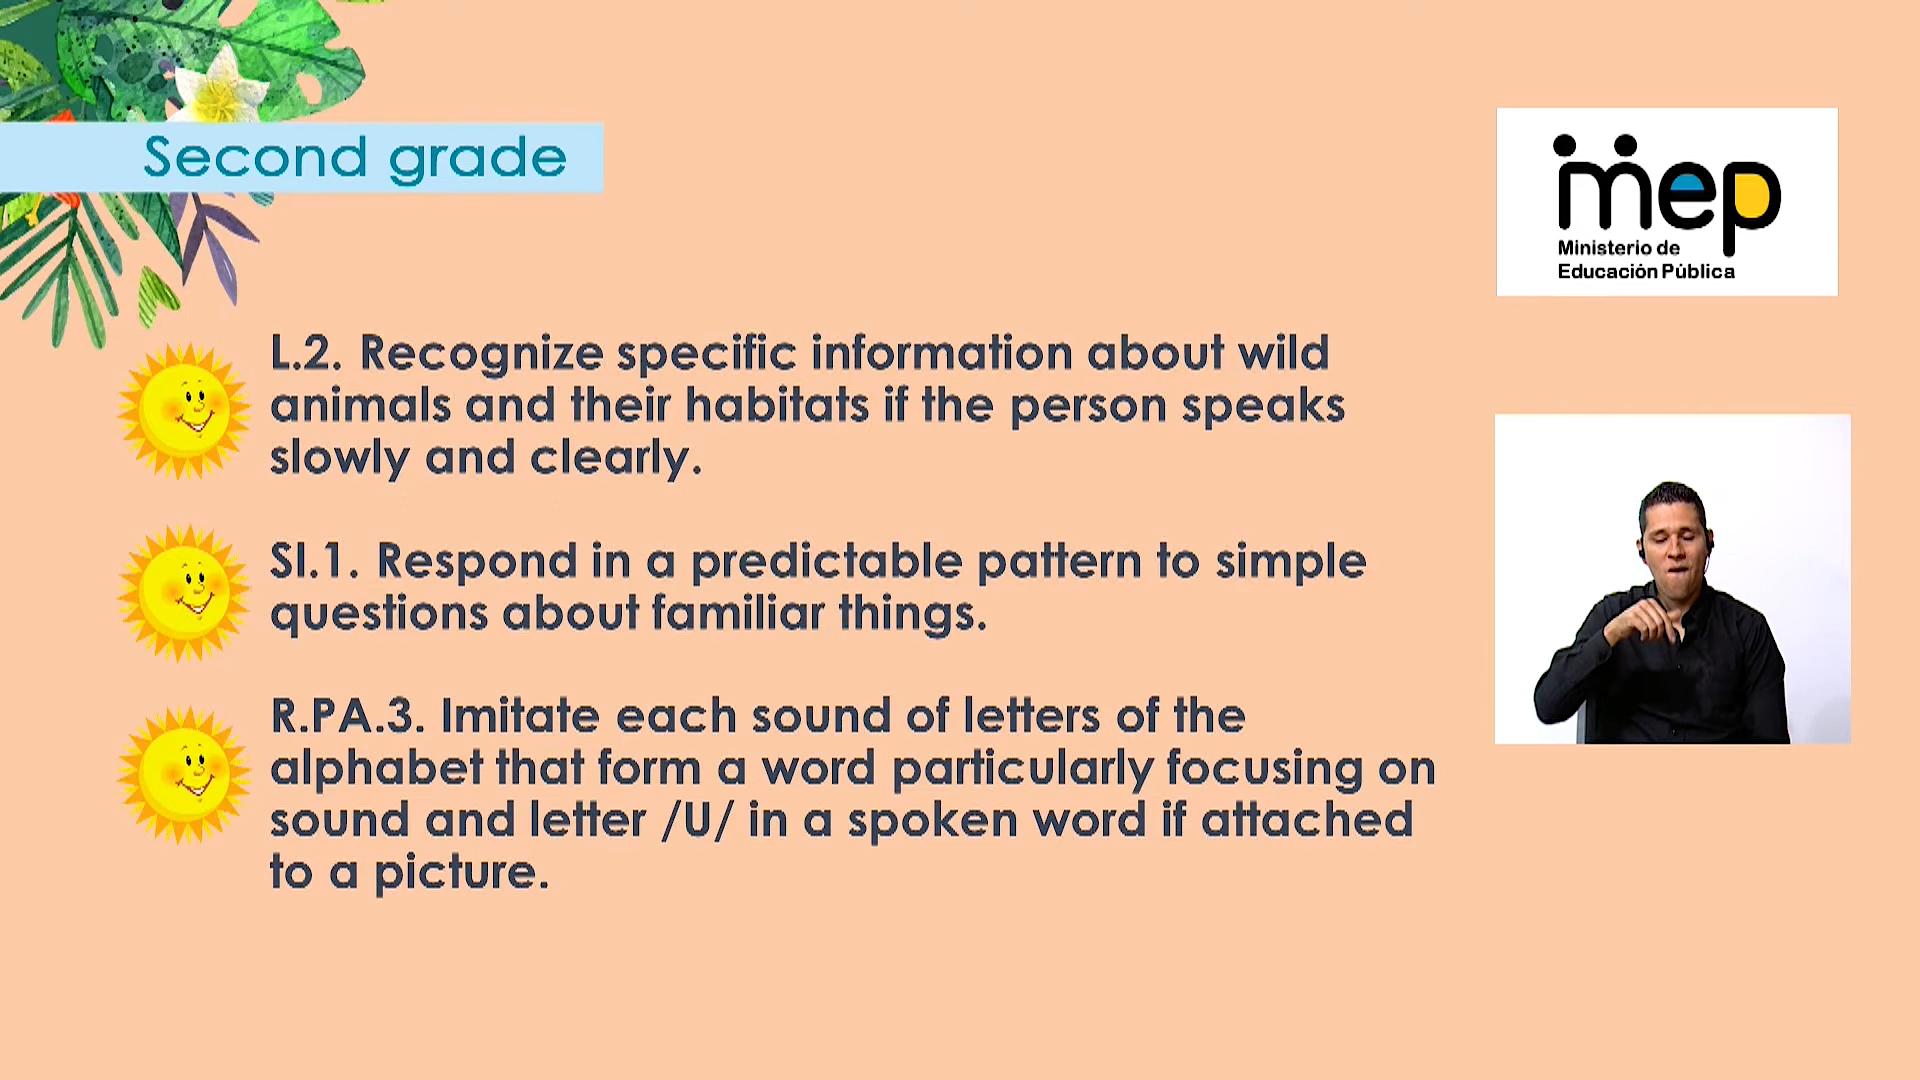 Second grade
mep
Ministerio de
Educación Pública
L.2. Recognize specific information about wild
animals and their habitats if the person speaks
slowly and clearly.
SI.1. Respond in a predictable pattern to simple
questions about familiar things.
R.PA.3. Imitate each sound of letters of the
alphabet that form a word particularly focusing on
sound and letter /U/ in a spoken word if attached
to a picture.